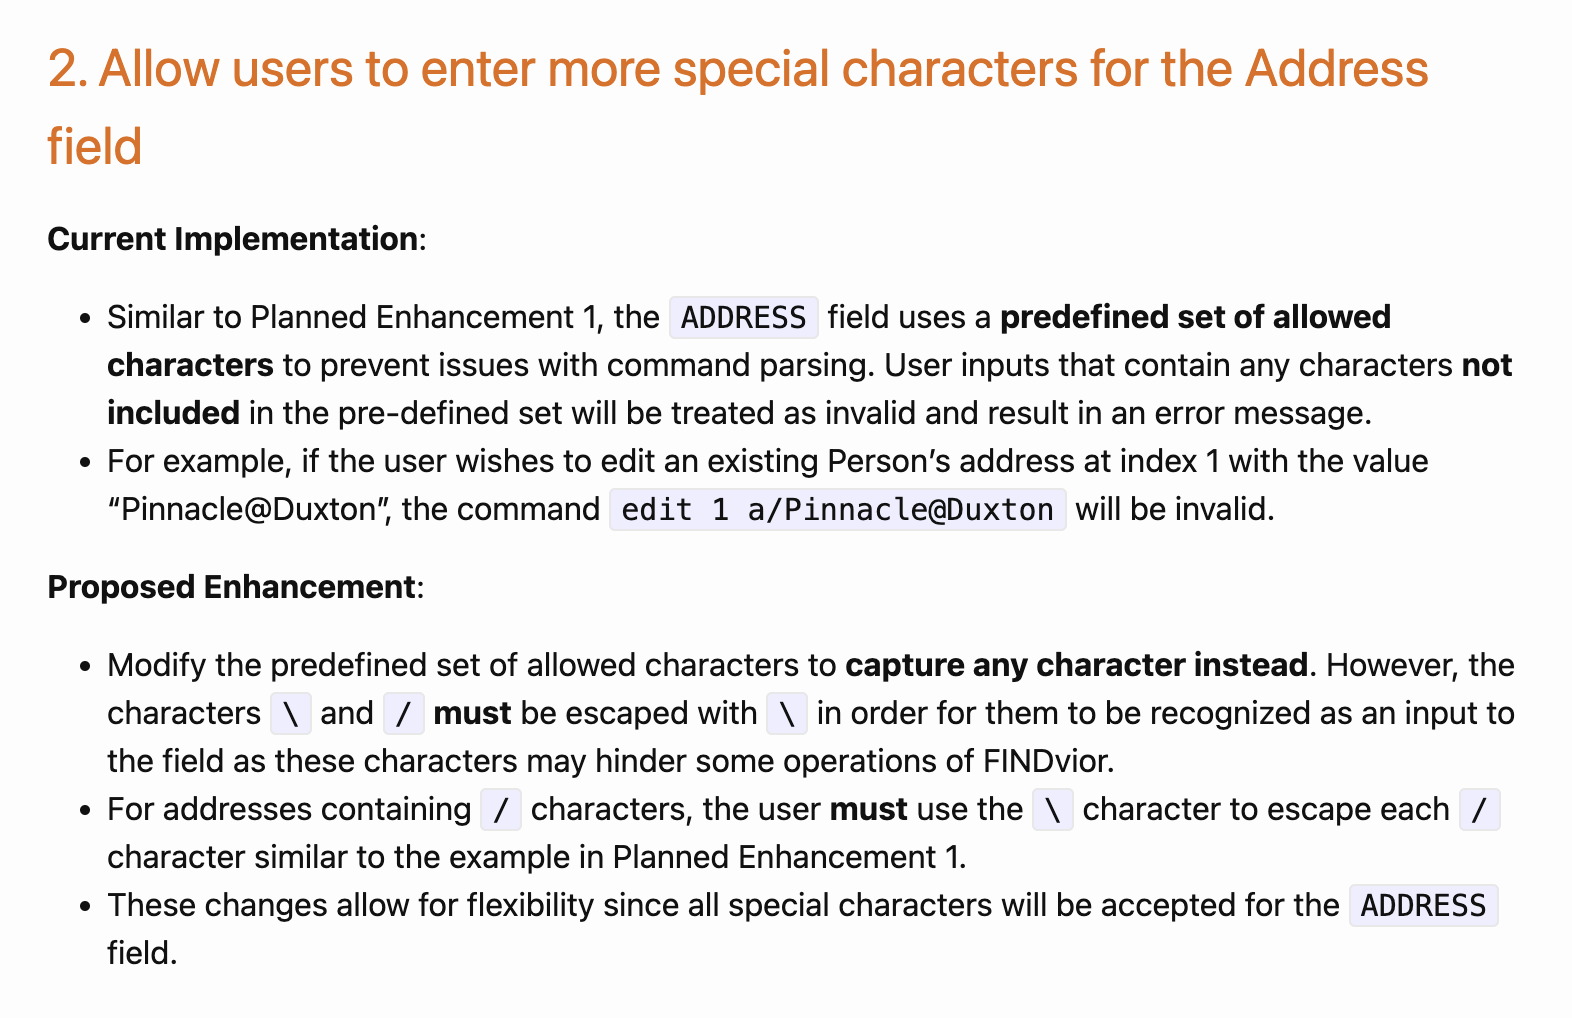 2. Allow users to enter more special characters for the Address
field
Current Implementation:
• Similar to Planned Enhancement 1, the ADDRESS field uses a predefined set of allowed
characters to prevent issues with command parsing. User inputs that contain any characters not
included in the pre-defined set will be treated as invalid and result in an error message.
• For example, if the user wishes to edit an existing Person’s address at index 1 with the value
“Pinnacle@Duxton”, the command edit 1 a/Pinnacle@Duxton will be invalid.
Proposed Enhancement:
• Modify the predefined set of allowed characters to capture any character instead. However, the
characters \ and / must be escaped with \ in order for them to be recognized as an input to
the field as these characters may hinder some operations of FINDvior.
• For addresses containing / characters, the user must use the \ character to escape each /
character similar to the example in Planned Enhancement 1.
• These changes allow for flexibility since all special characters will be accepted for the ADDRESS
field.